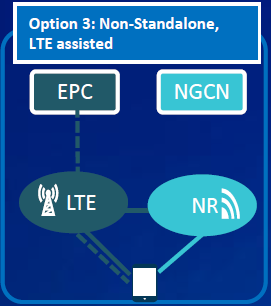 Option 3: Non-Standalone,
LTE assisted
EPC
NGCN
LTE
NR